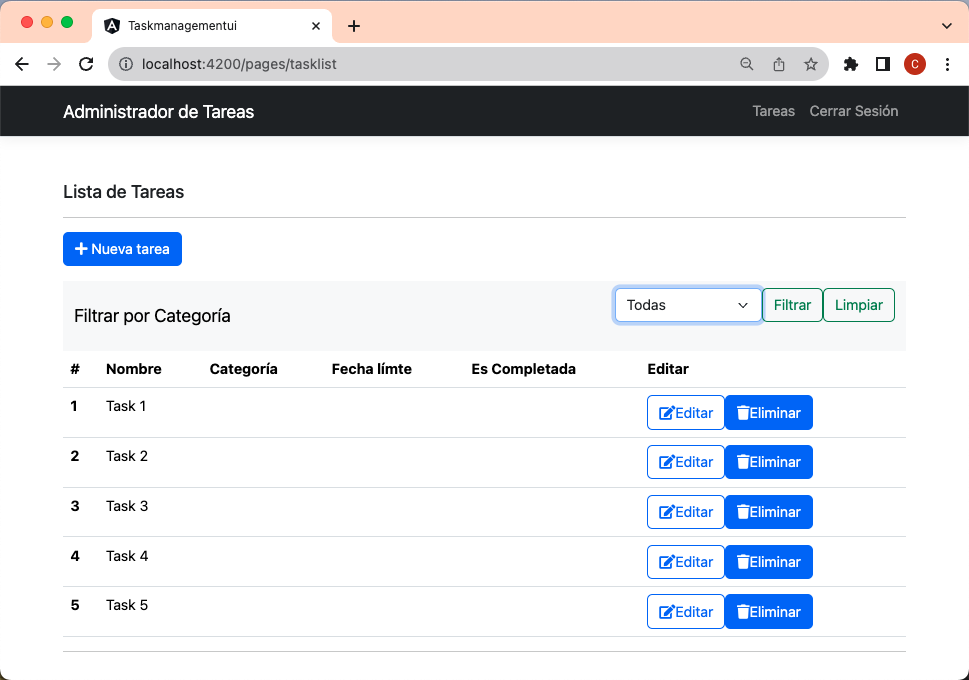 Taskmanagementui
localhost:4200/pages/tasklist
C
Administrador de Tareas Tareas Cerrar Sesión
Lista de Tareas
Nueva tarea
Filtrar por Categoría Todas Filtrar Limpiar
# Nombre Categoría Fecha límte Es Completada Editar
1 Task 1 Editar Eliminar
2 Task 2 Editar Eliminar
3 Task 3 Editar Eliminar
4 Task 4 Editar Eliminar
5 Task 5 Editar Eliminar